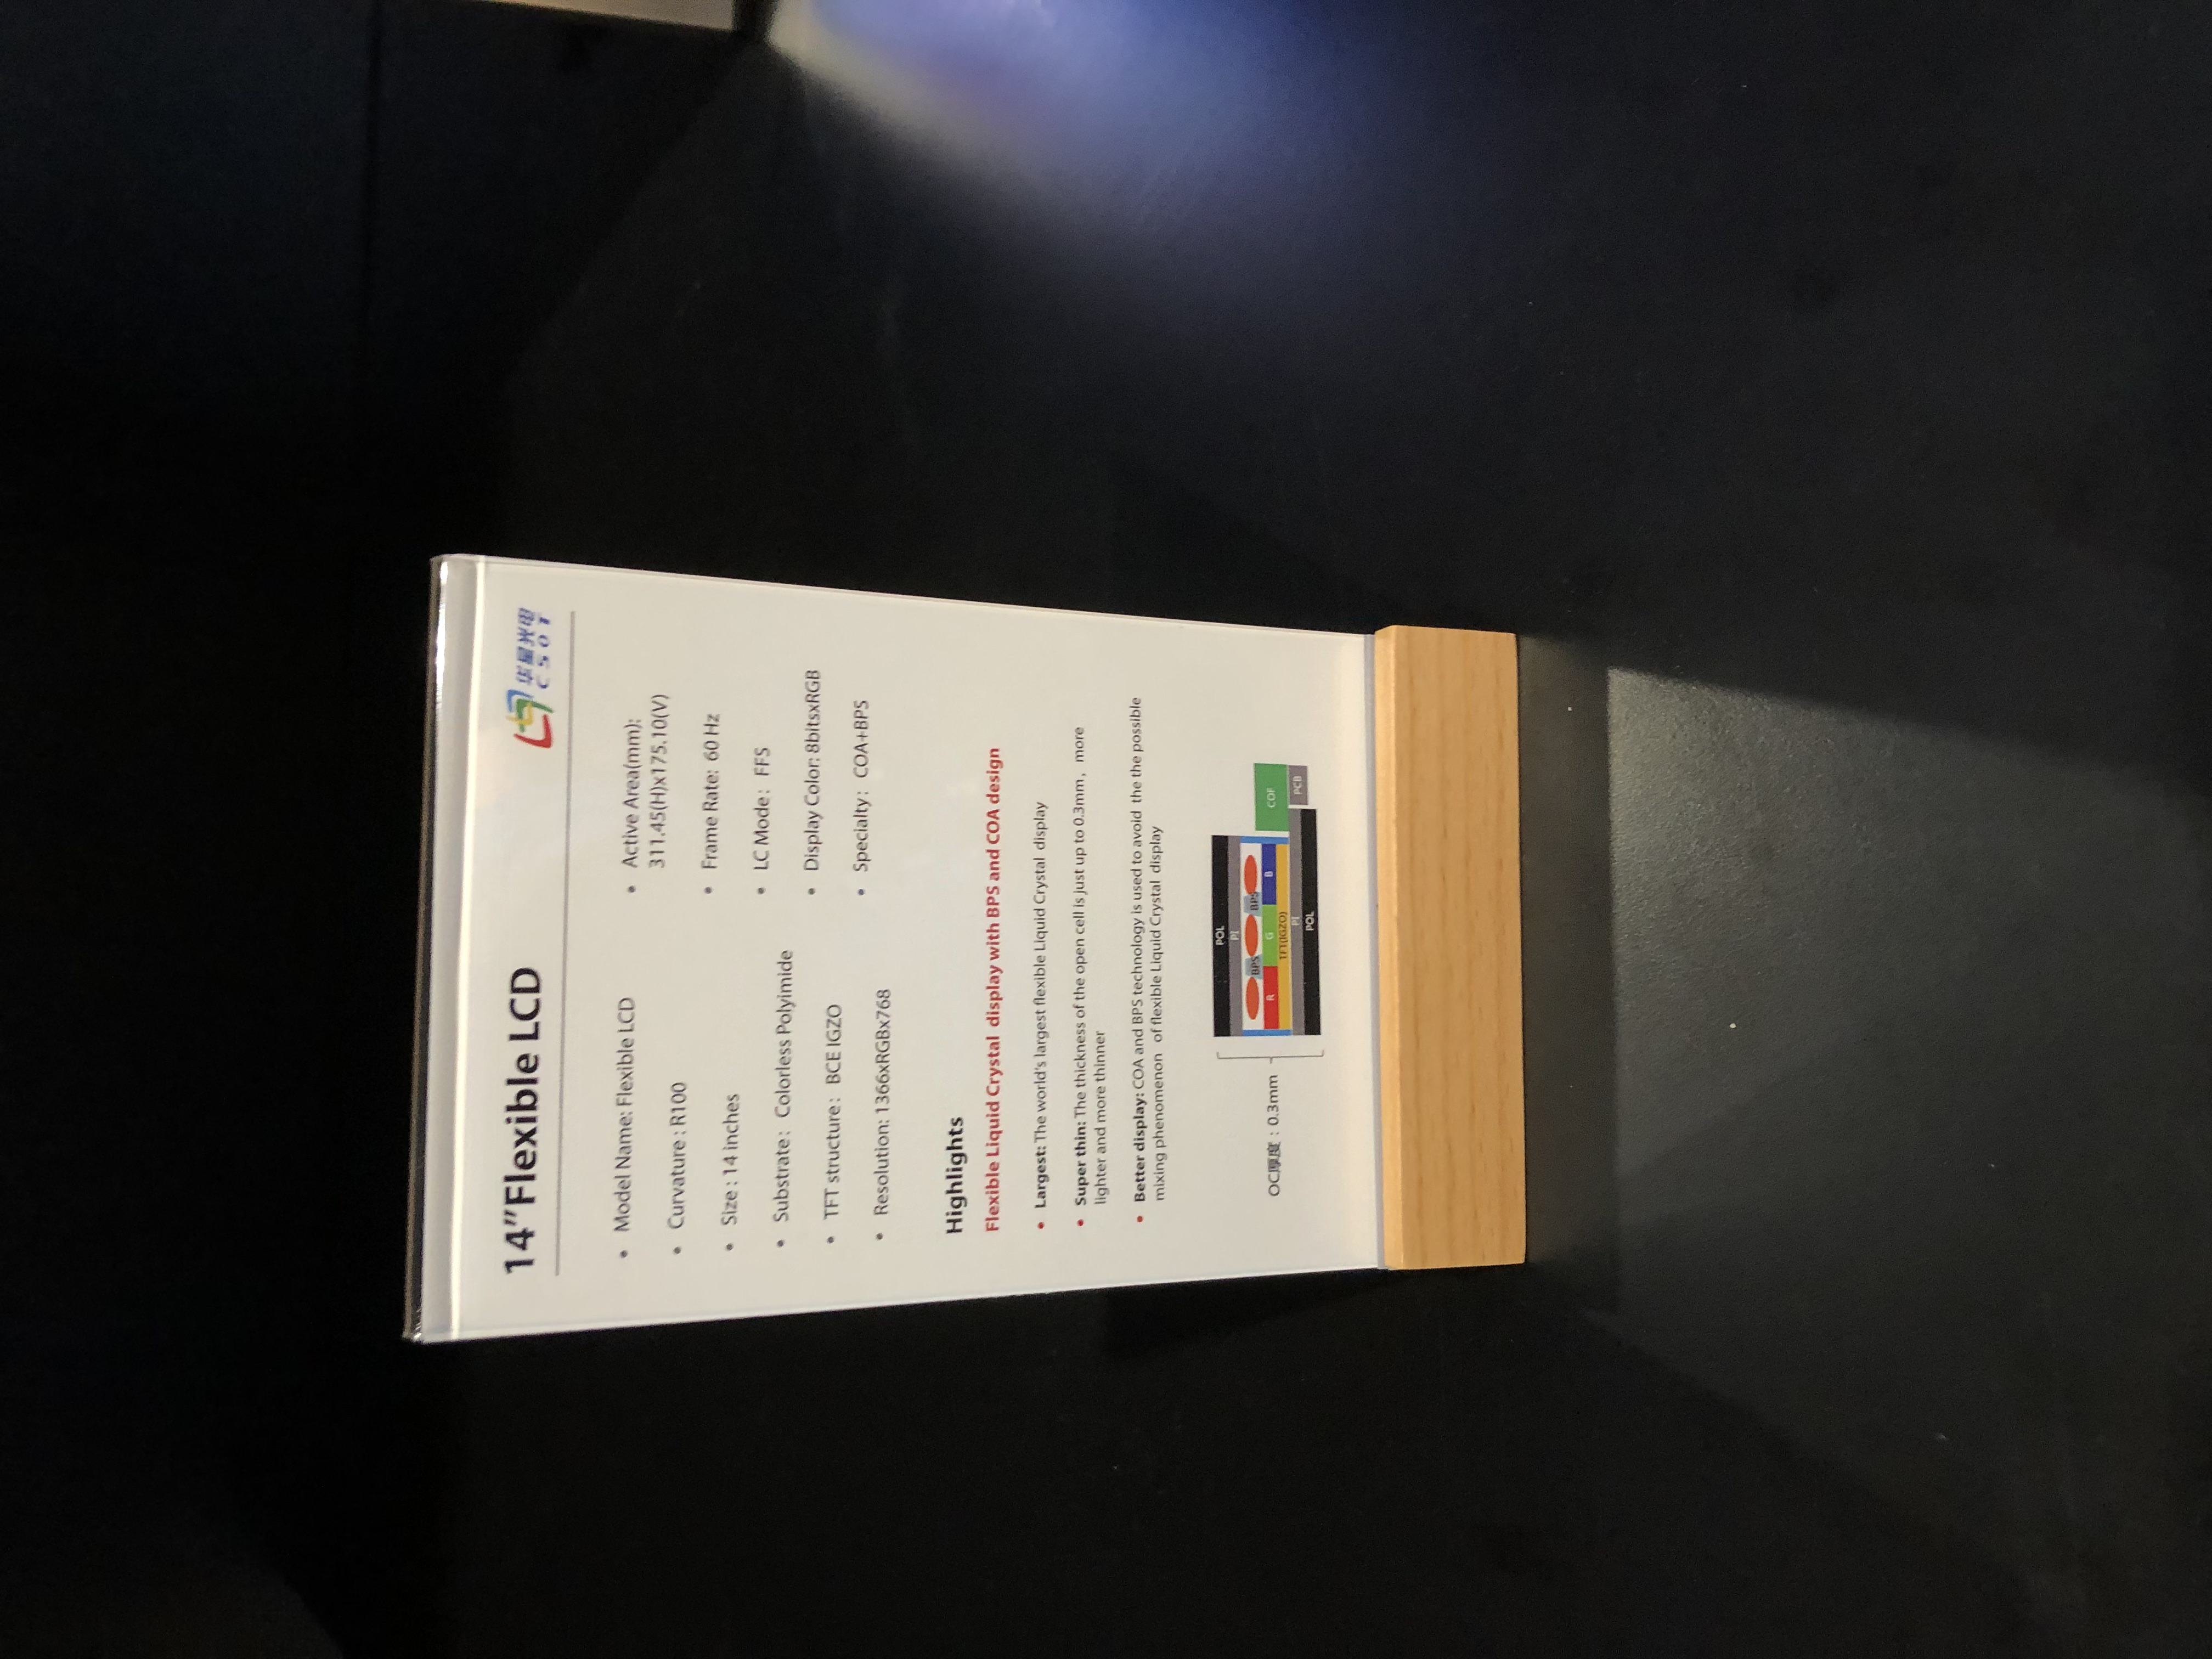 14"Flexible LCD
华星光电
CSOT
• Model Name: Flexible LCD
• Curvature : R100
• Size : 14 inches
• Substrate： Colorless Polyimide
• TFT structure： BCE IGZO
• Resolution: 1366xRGBx768
• Active Area(mm):
311.45(H)x175.10(V)
• Frame Rate: 60 Hz
• LC Mode： FFS
• Display Color: 8bitsxRGB
• Specialty： COA+BPS
Highlights
Flexible Liquid Crystal display with BPS and COA design
• Largest: The world's largest flexible Liquid Crystal display
• Super thin: The thickness of the open cell is just up to 0.3mm，more
lighter and more thinner
• Better display: COA and BPS technology is used to avoid the the possible
mixing phenomenon of flexible Liquid Crystal display
OC厚度：0.3mm
POL
PI
BPS BPS
R G B
TFT(IGZO)
PI
POL
COF
PCB